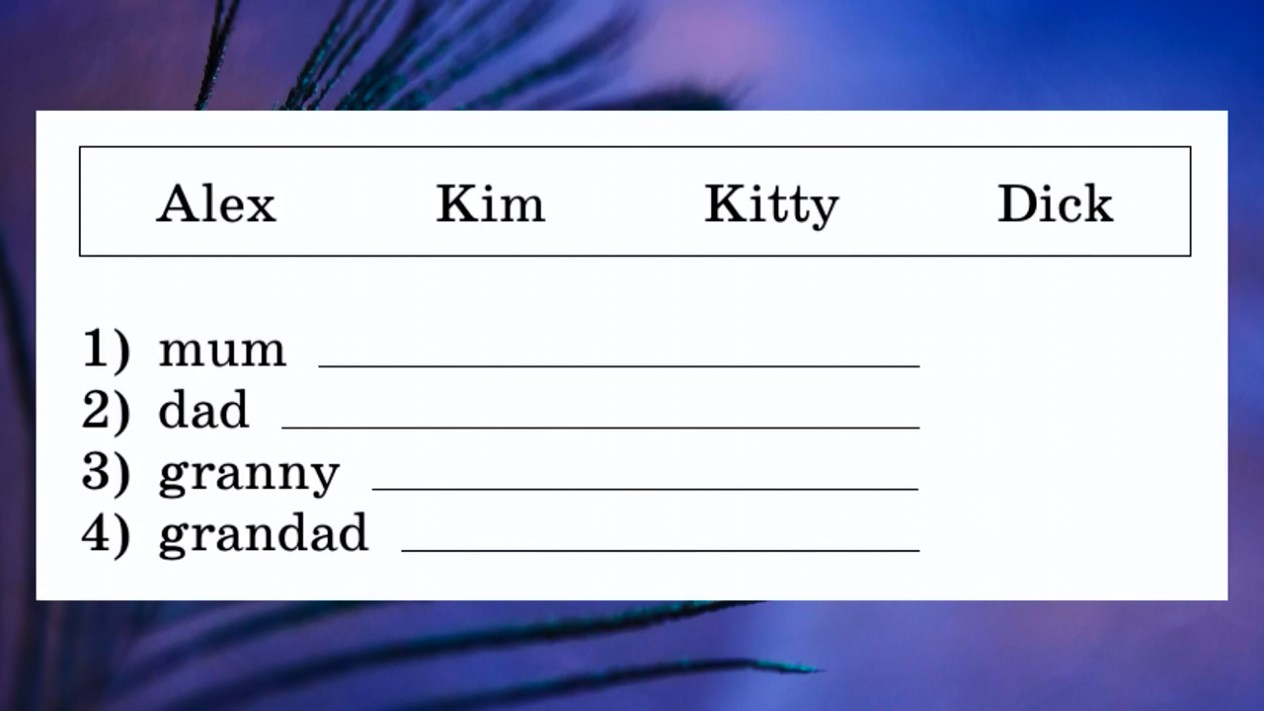 Alex Kim Kitty Dick
1) mum
2) dad
3) granny
4) grandad